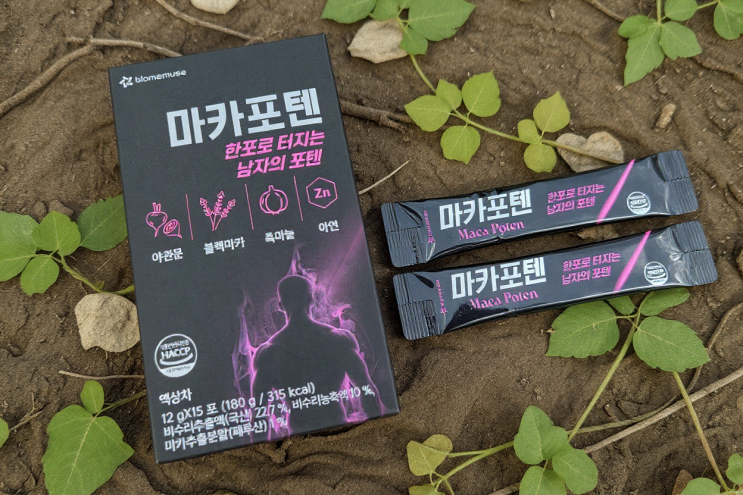 biomemuse
마카포텐
한포로 터지는
남자의 포텐
Zn
야관문
블랙마카
흑마늘
아연
HACCP
액상차
12 gX15 포 (180 g / 315 kcal)
비수리추출액(국산) 22.7 %, 비수리농축액 10 %,
마카추출분말(페루산) 1 %
마카포텐
Maca Poten
한포로 터지는
남자의 포텐
마카포텐
Maca Poten
한포로 터지는
남자의 포텐